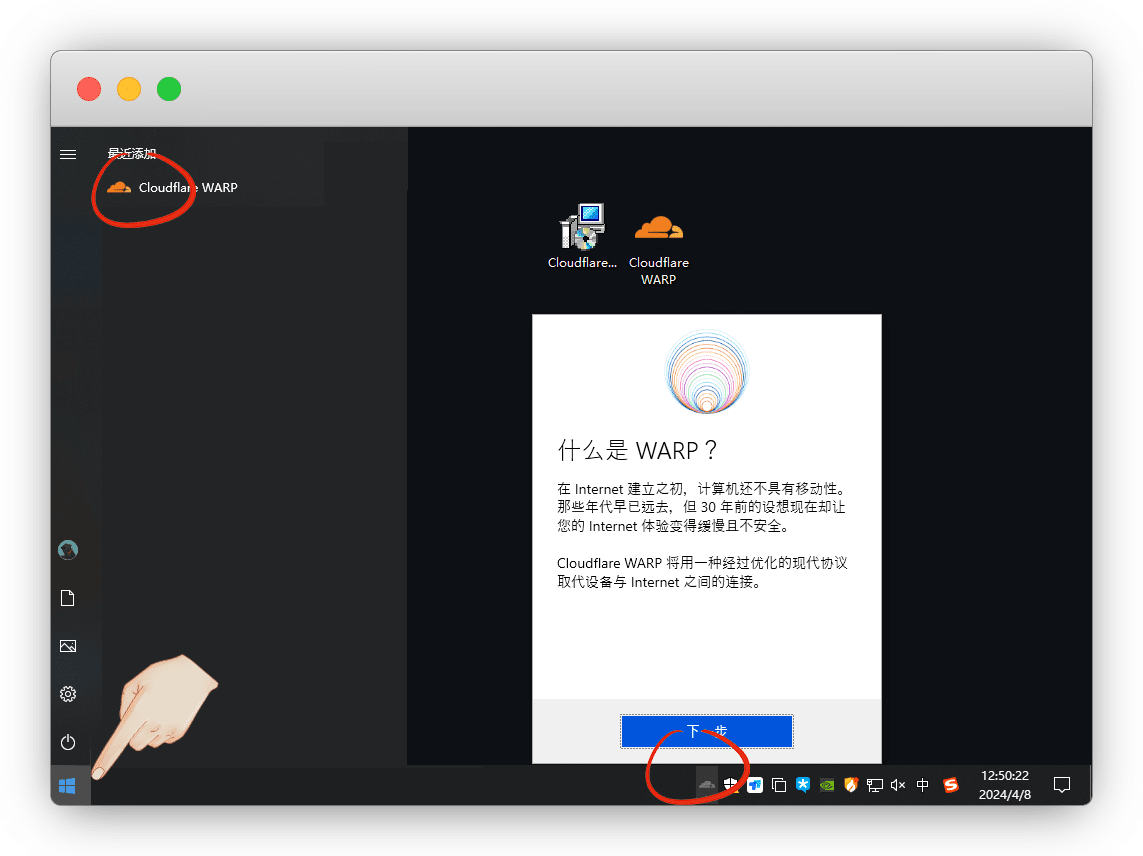 最近添加
Cloudflare WARP
Cloudflare...
Cloudflare
WARP
什么是 WARP？
在 Internet 建立之初，计算机还不具有移动性。
那些年代早已远去，但 30 年前的设想现在却让
您的 Internet 体验变得缓慢且不安全。
Cloudflare WARP 将用一种经过优化的现代协议
取代设备与 Internet 之间的连接。
下一步
中
12:50:22
2024/4/8